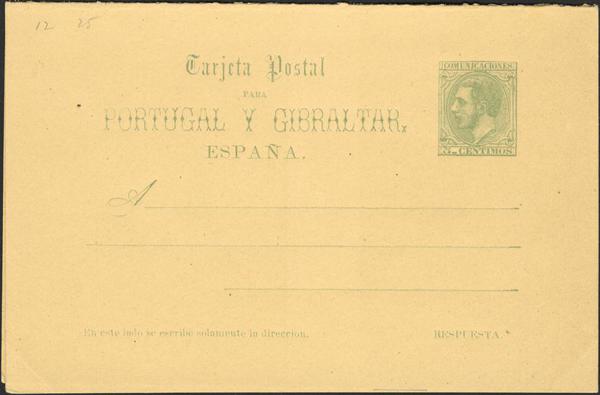 12 25
Tarjeta Postal
PARA
PORTUGAL Y GIBRALTAR.
ESPAÑA.
COMUNICACIONES
5 CENTIMOS
A
En este lado se escribe solamente la direccion.
RESPUESTA.